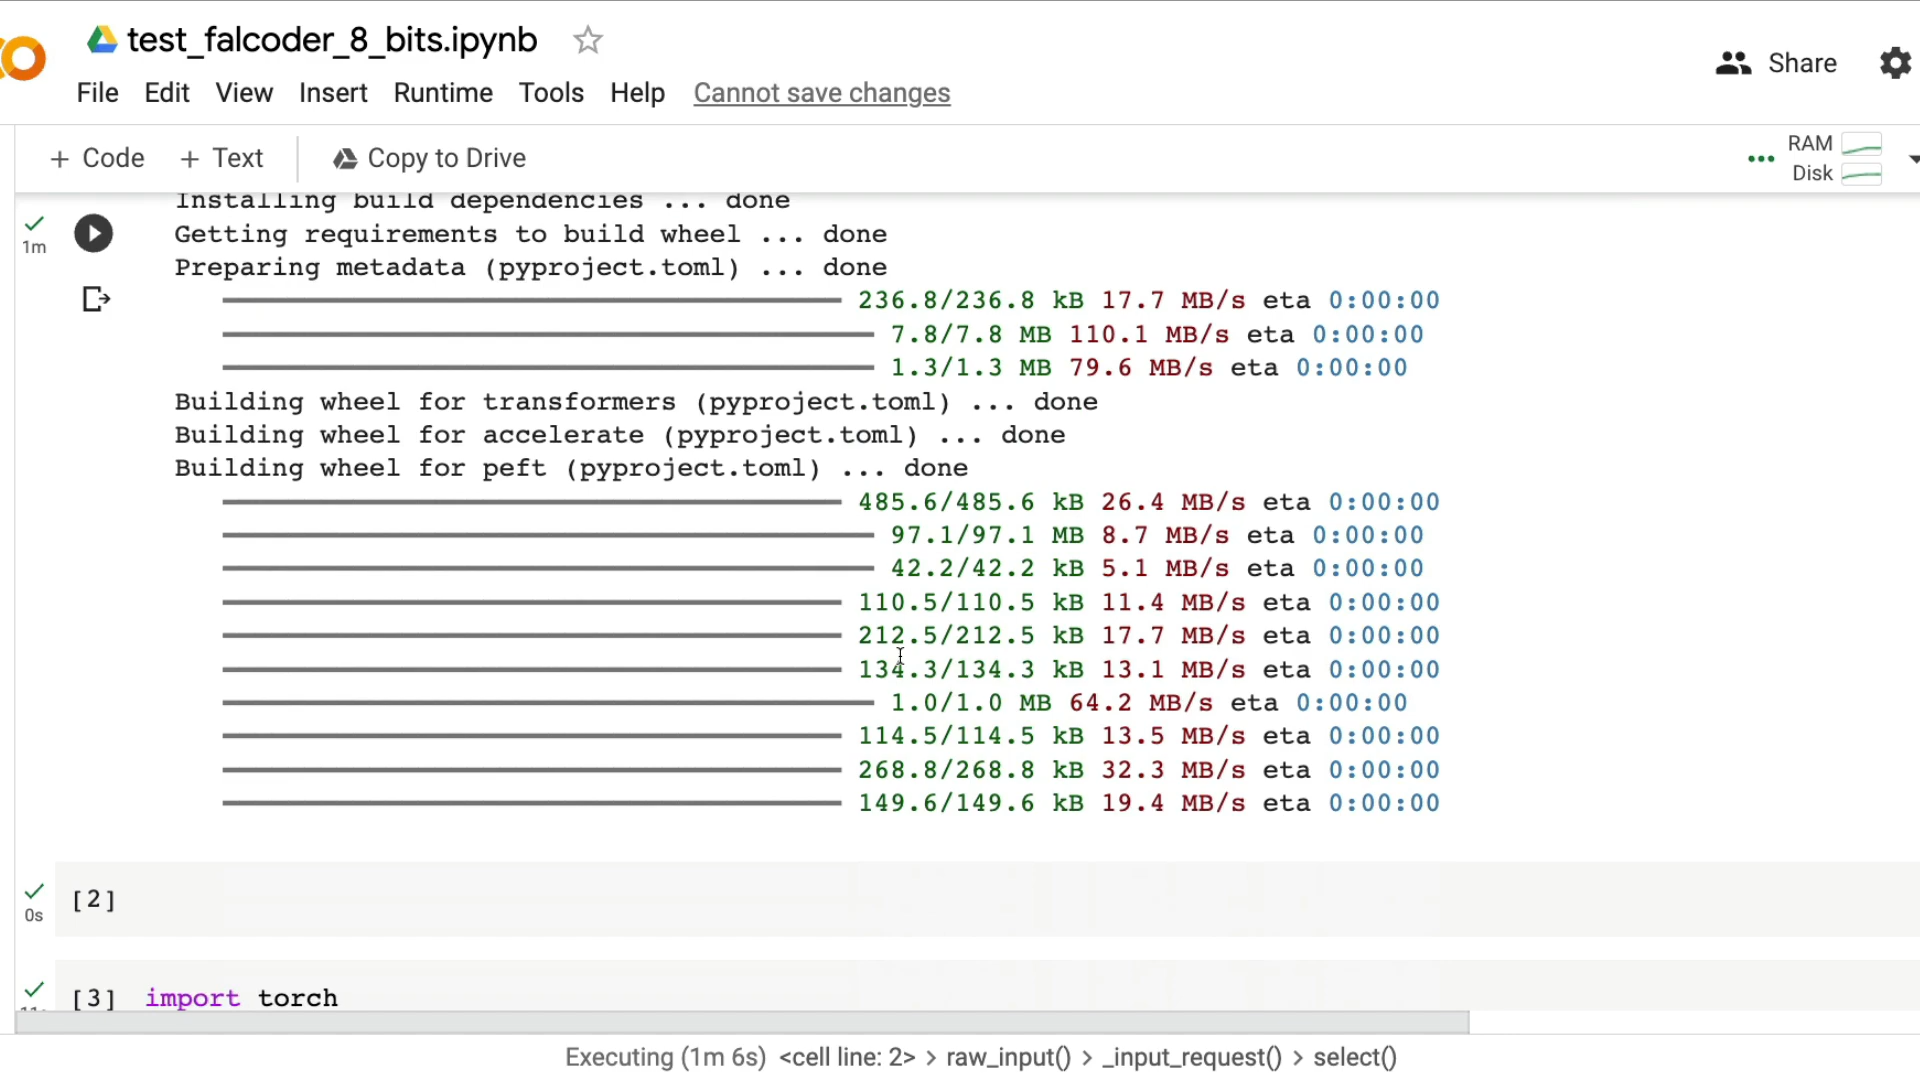 test_falcoder_8_bits.ipynb
File Edit View Insert Runtime Tools Help Cannot save changes
Share
+ Code + Text Copy to Drive
RAM
Disk
Installing build dependencies ... done
1m
Getting requirements to build wheel ... done
Preparing metadata (pyproject.toml) ... done
236.8/236.8 kB 17.7 MB/s eta 0:00:00
7.8/7.8 MB 110.1 MB/s eta 0:00:00
1.3/1.3 MB 79.6 MB/s eta 0:00:00
Building wheel for transformers (pyproject.toml) ... done
Building wheel for accelerate (pyproject.toml) ... done
Building wheel for peft (pyproject.toml) ... done
485.6/485.6 kB 26.4 MB/s eta 0:00:00
97.1/97.1 MB 8.7 MB/s eta 0:00:00
42.2/42.2 kB 5.1 MB/s eta 0:00:00
110.5/110.5 kB 11.4 MB/s eta 0:00:00
212.5/212.5 kB 17.7 MB/s eta 0:00:00
134.3/134.3 kB 13.1 MB/s eta 0:00:00
1.0/1.0 MB 64.2 MB/s eta 0:00:00
114.5/114.5 kB 13.5 MB/s eta 0:00:00
268.8/268.8 kB 32.3 MB/s eta 0:00:00
149.6/149.6 kB 19.4 MB/s eta 0:00:00
0s
[2]
[3] import torch
Executing (1m 6s) <cell line: 2> > raw_input() > _input_request() > select()